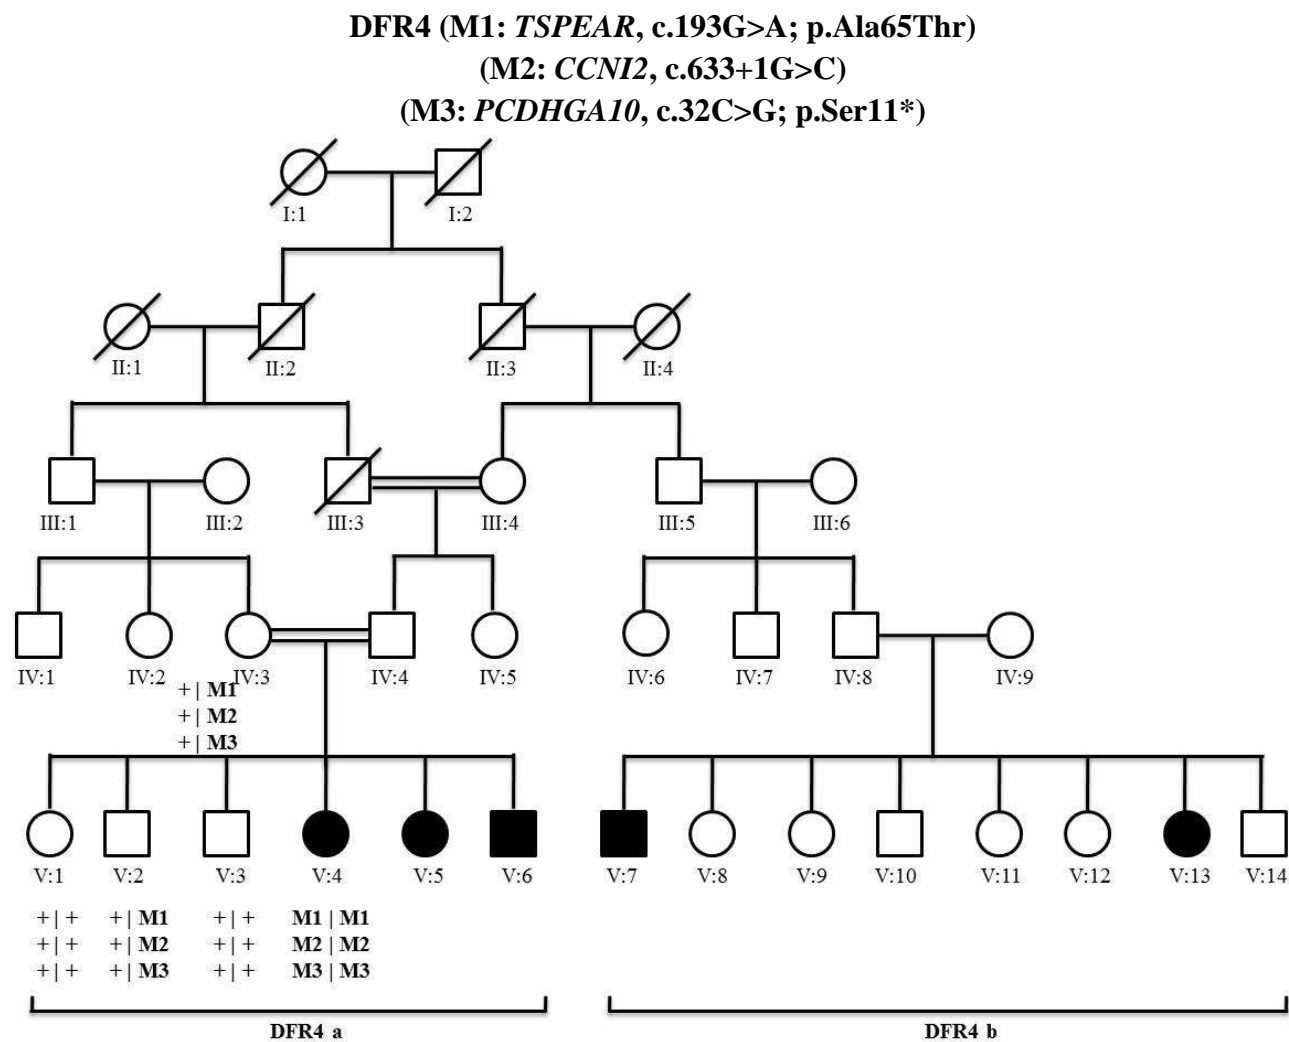 DFR4 (M1: TSPEAR, c.193G>A; p.Ala65Thr)
(M2: CCNI2, c.633+1G>C)
(M3: PCDHGA10, c.32C>G; p.Ser11*)
I:1 I:2
II:1 II:2 II:3 II:4
III:1 III:2 III:3 III:4 III:5 III:6
IV:1 IV:2 IV:3 IV:4 IV:5 IV:6 IV:7 IV:8 IV:9
+ | M1
+ | M2
+ | M3
V:1 V:2 V:3 V:4 V:5 V:6 V:7 V:8 V:9 V:10 V:11 V:12 V:13 V:14
+ | + + | M1 + | + M1 | M1
+ | + + | M2 + | + M2 | M2
+ | + + | M3 + | + M3 | M3
DFR4 a DFR4 b